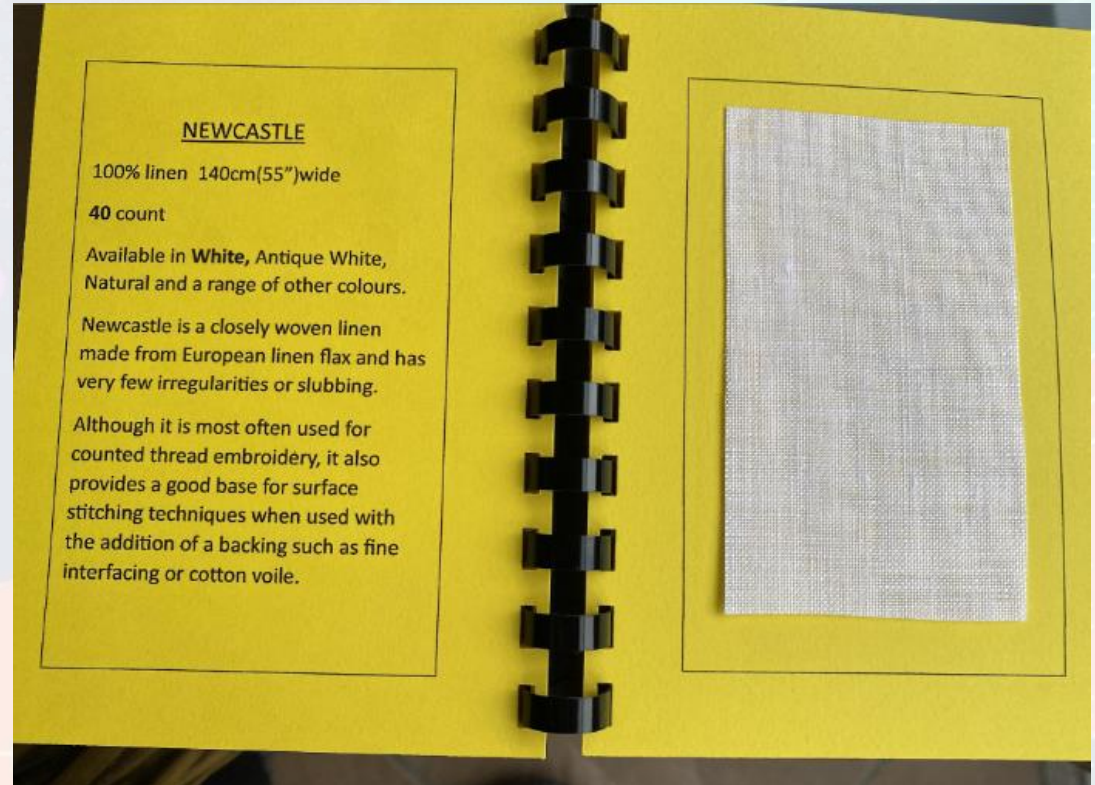 NEWCASTLE
100% linen 140cm(55”)wide
40 count
Available in White, Antique White,
Natural and a range of other colours.
Newcastle is a closely woven linen
made from European linen flax and has
very few irregularities or slubbing.
Although it is most often used for
counted thread embroidery, it also
provides a good base for surface
stitching techniques when used with
the addition of a backing such as fine
interfacing or cotton voile.